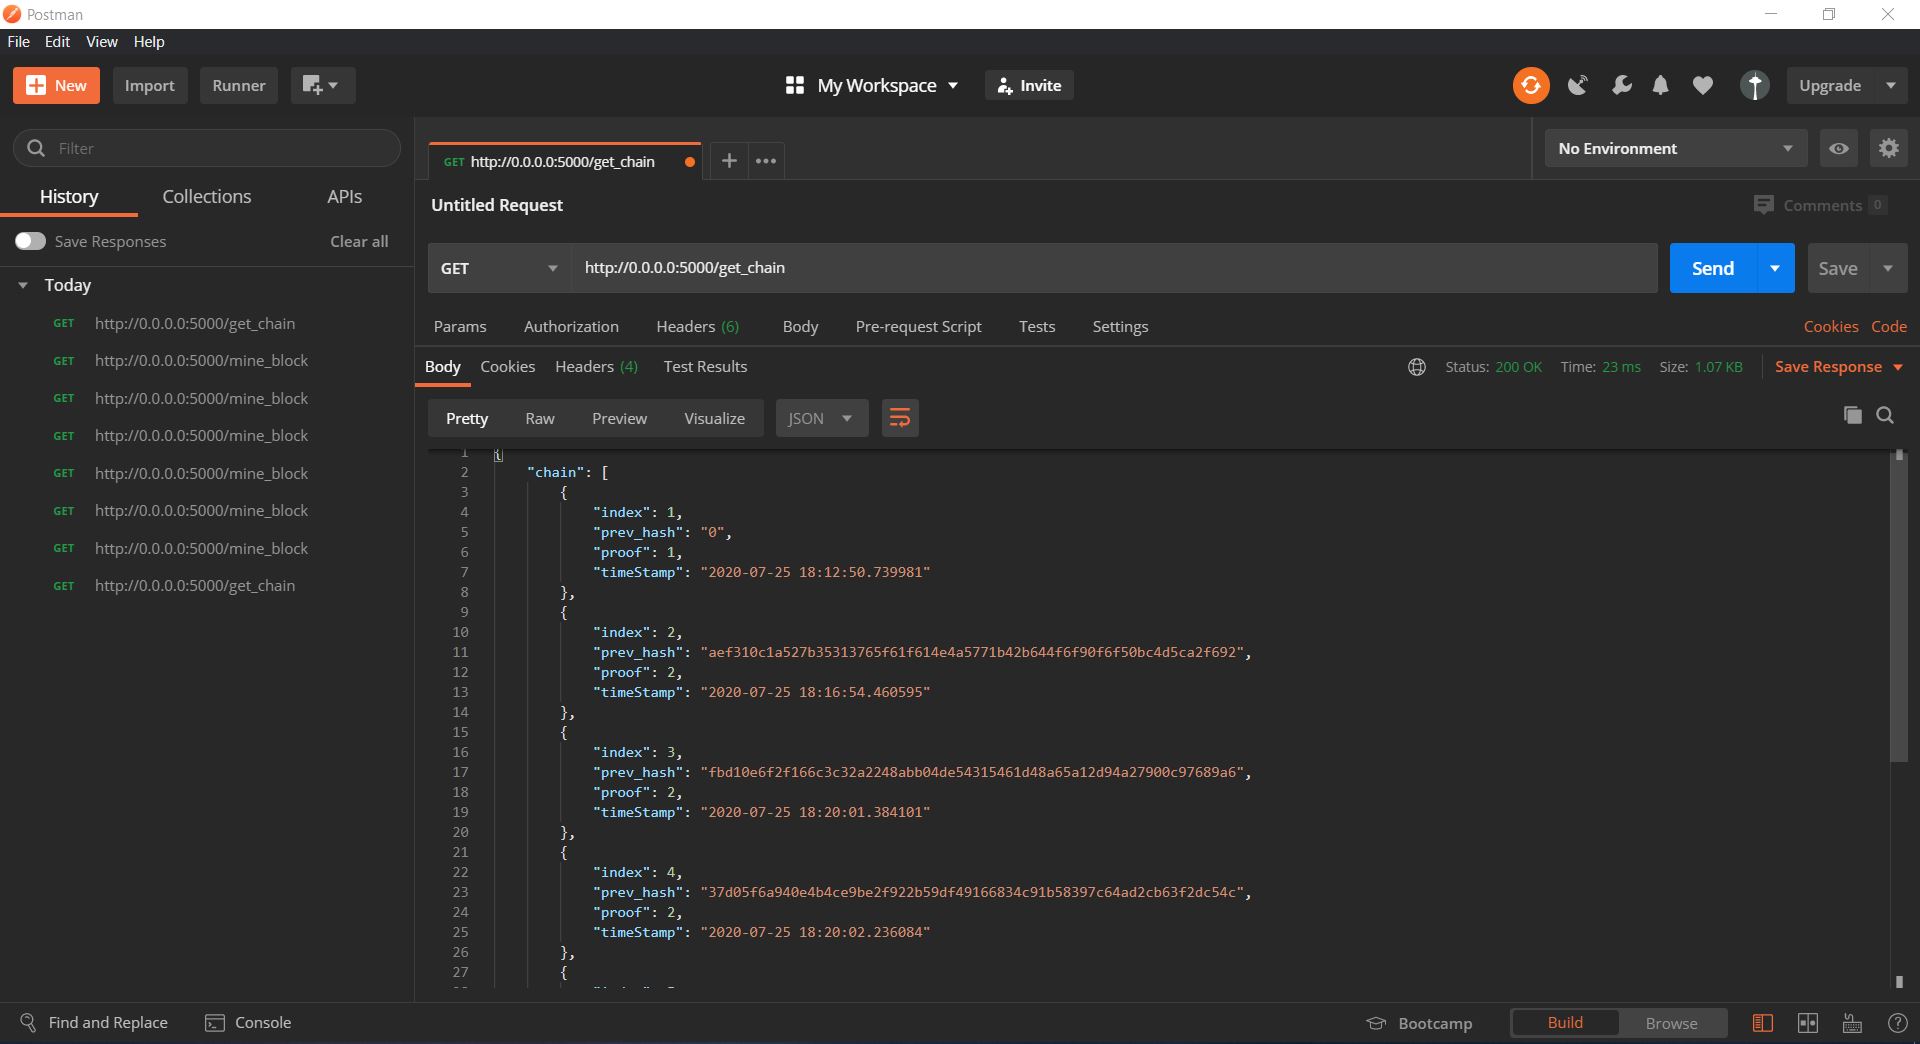 Postman
File Edit View Help
New Import Runner My Workspace Invite Upgrade
Filter
History Collections APIs
Save Responses Clear all
Today
GET http://0.0.0.0:5000/get_chain
GET http://0.0.0.0:5000/mine_block
GET http://0.0.0.0:5000/mine_block
GET http://0.0.0.0:5000/mine_block
GET http://0.0.0.0:5000/mine_block
GET http://0.0.0.0:5000/mine_block
GET http://0.0.0.0:5000/mine_block
GET http://0.0.0.0:5000/get_chain
GET http://0.0.0.0:5000/get_chain
No Environment
Untitled Request
Comments 0
GET http://0.0.0.0:5000/get_chain Send Save
Params Authorization Headers (6) Body Pre-request Script Tests Settings Cookies Code
Body Cookies Headers (4) Test Results Status: 200 OK Time: 23 ms Size: 1.07 KB Save Response
Pretty Raw Preview Visualize JSON
1 {
2 "chain": [
3 {
4 "index": 1,
5 "prev_hash": "0",
6 "proof": 1,
7 "timeStamp": "2020-07-25 18:12:50.739981"
8 },
9 {
10 "index": 2,
11 "prev_hash": "aef310c1a527b35313765f61f614e4a5771b42b644f6f90f6f50bc4d5ca2f692",
12 "proof": 2,
13 "timeStamp": "2020-07-25 18:16:54.460595"
14 },
15 {
16 "index": 3,
17 "prev_hash": "fbd10e6f2f166c3c32a2248abb04de54315461d48a65a12d94a27900c97689a6",
18 "proof": 2,
19 "timeStamp": "2020-07-25 18:20:01.384101"
20 },
21 {
22 "index": 4,
23 "prev_hash": "37d05f6a940e4b4ce9be2f922b59df49166834c91b58397c64ad2cb63f2dc54c",
24 "proof": 2,
25 "timeStamp": "2020-07-25 18:20:02.236084"
26 },
27 {
Find and Replace Console Bootcamp Build Browse